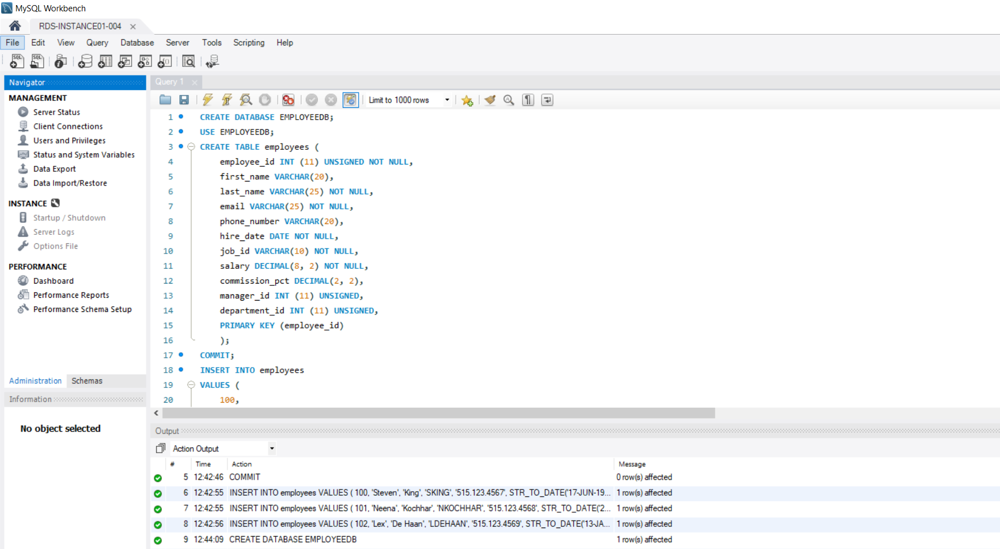 MySQL Workbench
RDS-INSTANCE01-004
File Edit View Query Database Server Tools Scripting Help
Navigator
MANAGEMENT
Server Status
Client Connections
Users and Privileges
Status and System Variables
Data Export
Data Import/Restore
INSTANCE
Startup / Shutdown
Server Logs
Options File
PERFORMANCE
Dashboard
Performance Reports
Performance Schema Setup
Administration Schemas
Information
No object selected
Query 1
Limit to 1000 rows
1 CREATE DATABASE EMPLOYEEDB;
2 USE EMPLOYEEDB;
3 CREATE TABLE employees (
4 employee_id INT (11) UNSIGNED NOT NULL,
5 first_name VARCHAR(20),
6 last_name VARCHAR(25) NOT NULL,
7 email VARCHAR(25) NOT NULL,
8 phone_number VARCHAR(20),
9 hire_date DATE NOT NULL,
10 job_id VARCHAR(10) NOT NULL,
11 salary DECIMAL(8, 2) NOT NULL,
12 commission_pct DECIMAL(2, 2),
13 manager_id INT (11) UNSIGNED,
14 department_id INT (11) UNSIGNED,
15 PRIMARY KEY (employee_id)
16 );
17 COMMIT;
18 INSERT INTO employees
19 VALUES (
20 100,
Output
Action Output
# Time Action Message
5 12:42:46 COMMIT 0 row(s) affected
6 12:42:55 INSERT INTO employees VALUES ( 100, 'Steven', 'King', 'SKING', '515.123.4567', STR_TO_DATE('17-JUN-19... 1 row(s) affected
7 12:42:55 INSERT INTO employees VALUES ( 101, 'Neena', 'Kochhar', 'NKOCHHAR', '515.123.4568', STR_TO_DATE('2... 1 row(s) affected
8 12:42:56 INSERT INTO employees VALUES ( 102, 'Lex', 'De Haan', 'LDEHAAN', '515.123.4569', STR_TO_DATE('13-JA... 1 row(s) affected
9 12:44:09 CREATE DATABASE EMPLOYEEDB 1 row(s) affected